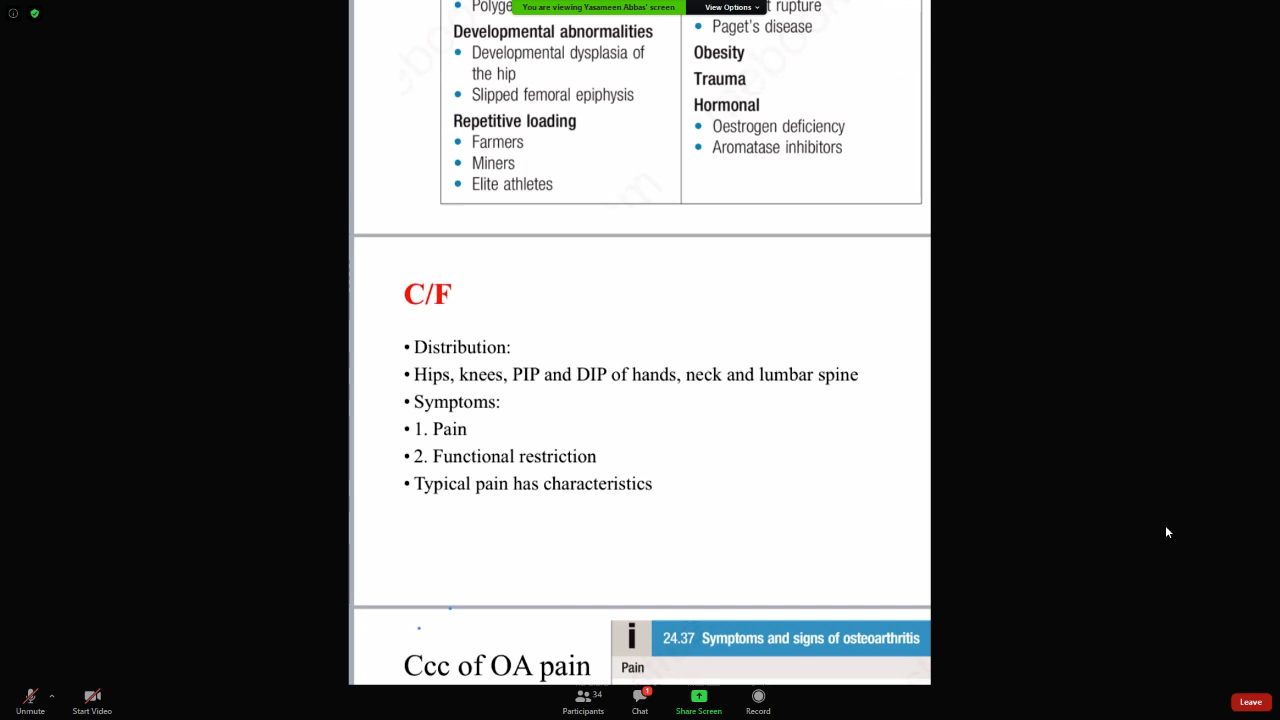 You are viewing Yasameen Abbas' screen
View Options
Developmental abnormalities
• Developmental dysplasia of
the hip
• Slipped femoral epiphysis
Repetitive loading
• Farmers
• Miners
• Elite athletes
rupture
• Paget's disease
Obesity
Trauma
Hormonal
• Oestrogen deficiency
• Aromatase inhibitors
C/F
• Distribution:
• Hips, knees, PIP and DIP of hands, neck and lumbar spine
• Symptoms:
• 1. Pain
• 2. Functional restriction
• Typical pain has characteristics
Ccc of OA pain
i 24.37 Symptoms and signs of osteoarthritis
Pain
Unmute
Start Video
34
Participants
1
Chat
Share Screen
Record
Leave